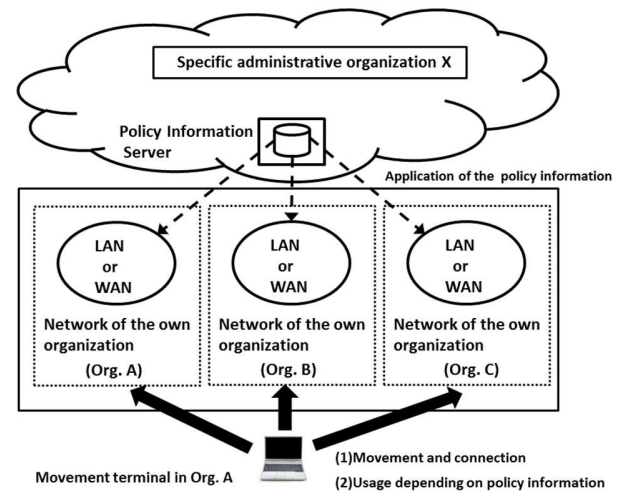 Specific administrative organization X
Policy Information
Server
Application of the policy information
LAN
or
WAN
Network of the own
organization
(Org. A)
LAN
or
WAN
Network of the own
organization
(Org. B)
LAN
or
WAN
Network of the own
organization
(Org. C)
Movement terminal in Org. A
(1)Movement and connection
(2)Usage depending on policy information